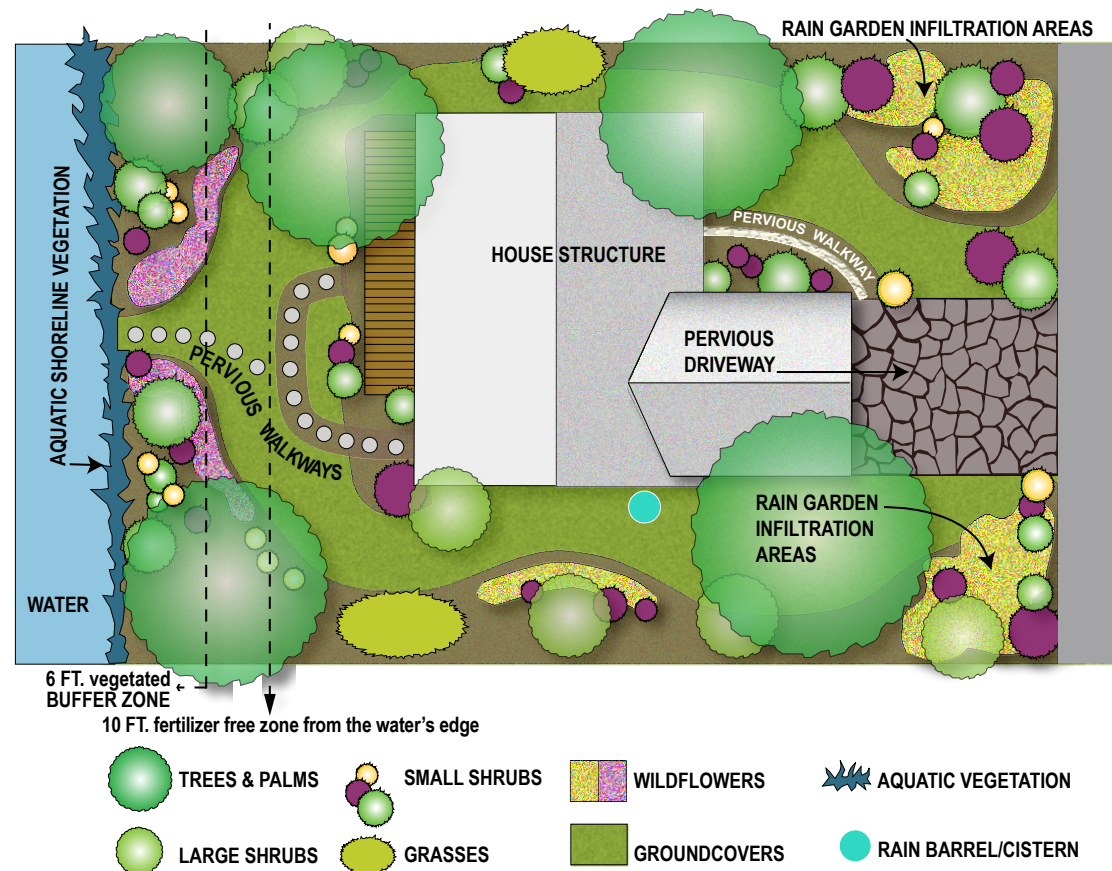 RAIN GARDEN INFILTRATION AREAS
AQUATIC SHORELINE VEGETATION
PERVIOUS WALKWAY
HOUSE STRUCTURE
PERVIOUS
DRIVEWAY
PERVIOUS WALKWAYS
RAIN GARDEN
INFILTRATION
AREAS
WATER
6 FT. vegetated
BUFFER ZONE
10 FT. fertilizer free zone from the water's edge
TREES & PALMS
SMALL SHRUBS
WILDFLOWERS
AQUATIC VEGETATION
LARGE SHRUBS
GRASSES
GROUNDCOVERS
RAIN BARREL/CISTERN